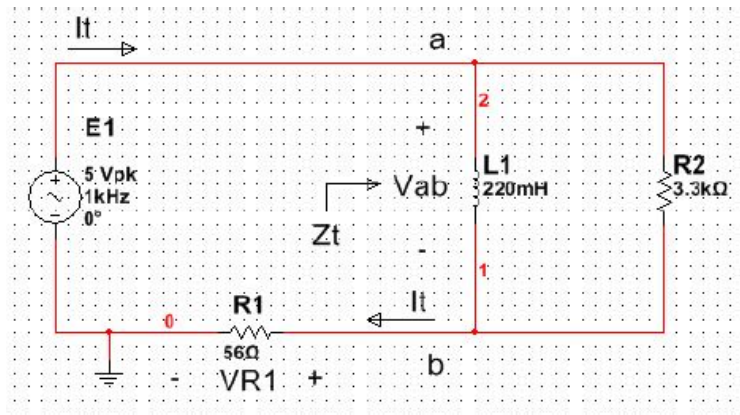 It
a
2
E1
+
5 Vpk
1kHz
0°
L1
220mH
R2
3.3kΩ
Vab
Zt
-
1
It
R1
0
56Ω
b
- VR1 +